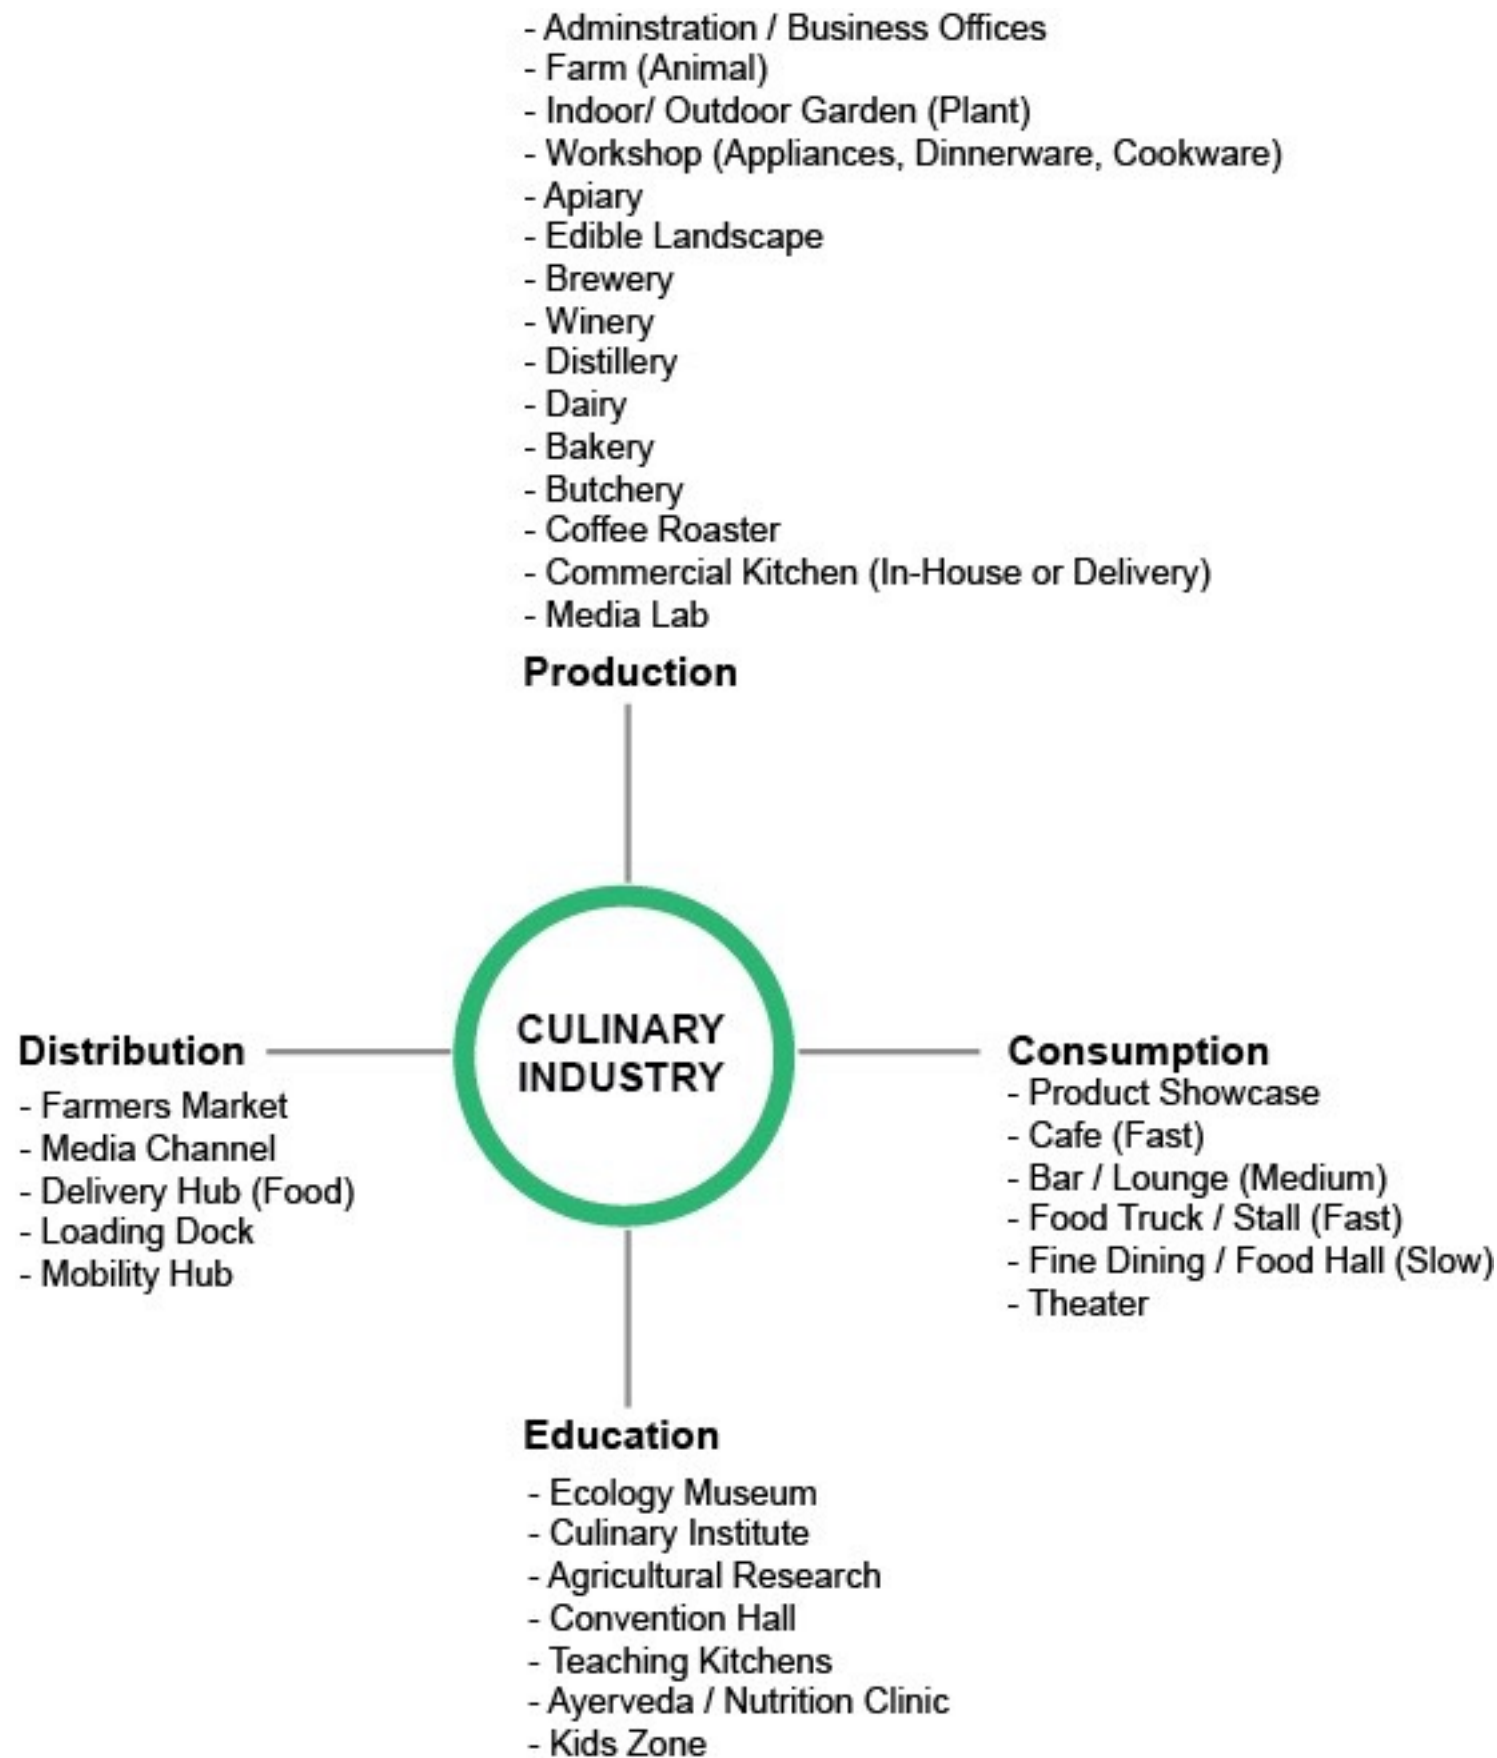 - Adminstration / Business Offices
- Farm (Animal)
- Indoor/ Outdoor Garden (Plant)
- Workshop (Appliances, Dinnerware, Cookware)
- Apiary
- Edible Landscape
- Brewery
- Winery
- Distillery
- Dairy
- Bakery
- Butchery
- Coffee Roaster
- Commercial Kitchen (In-House or Delivery)
- Media Lab
Production
CULINARY
INDUSTRY
Distribution
- Farmers Market
- Media Channel
- Delivery Hub (Food)
- Loading Dock
- Mobility Hub
Consumption
- Product Showcase
- Cafe (Fast)
- Bar / Lounge (Medium)
- Food Truck / Stall (Fast)
- Fine Dining / Food Hall (Slow)
- Theater
Education
- Ecology Museum
- Culinary Institute
- Agricultural Research
- Convention Hall
- Teaching Kitchens
- Ayerveda / Nutrition Clinic
- Kids Zone